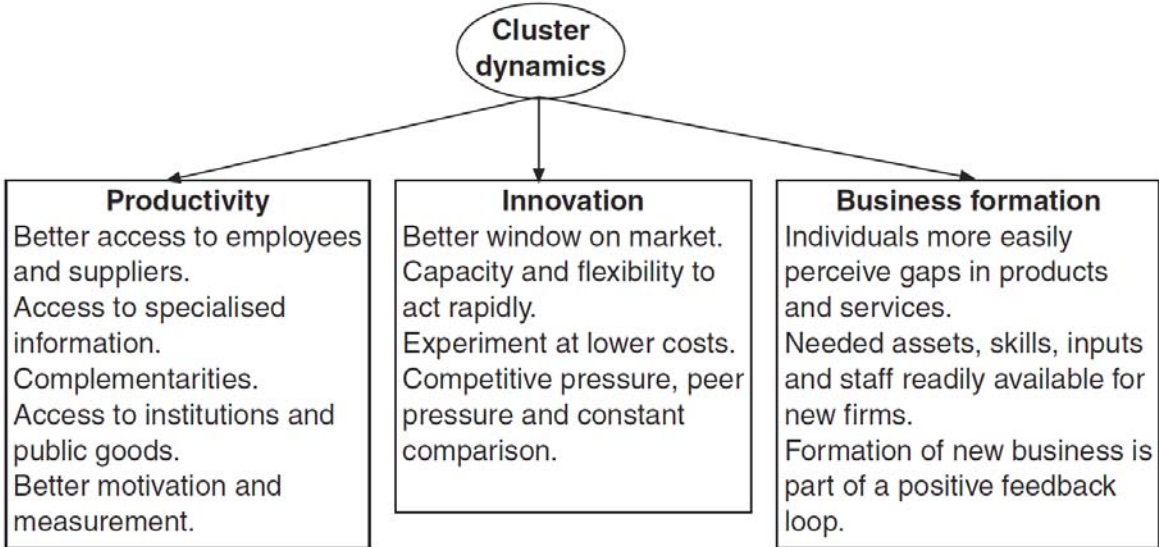 Cluster
dynamics
Productivity
Better access to employees
and suppliers.
Access to specialised
information.
Complementarities.
Access to institutions and
public goods.
Better motivation and
measurement.
Innovation
Better window on market.
Capacity and flexibility to
act rapidly.
Experiment at lower costs.
Competitive pressure, peer
pressure and constant
comparison.
Business formation
Individuals more easily
perceive gaps in products
and services.
Needed assets, skills, inputs
and staff readily available for
new firms.
Formation of new business is
part of a positive feedback
loop.